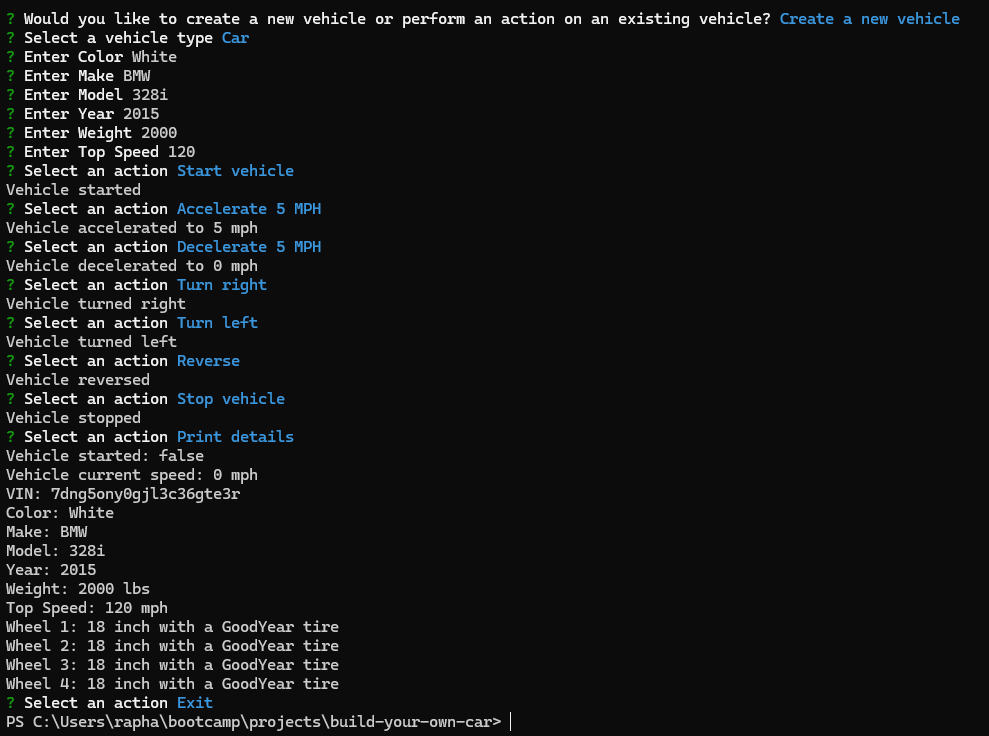 ? Would you like to create a new vehicle or perform an action on an existing vehicle? Create a new vehicle
? Select a vehicle type Car
? Enter Color White
? Enter Make BMW
? Enter Model 328i
? Enter Year 2015
? Enter Weight 2000
? Enter Top Speed 120
? Select an action Start vehicle
Vehicle started
? Select an action Accelerate 5 MPH
Vehicle accelerated to 5 mph
? Select an action Decelerate 5 MPH
Vehicle decelerated to 0 mph
? Select an action Turn right
Vehicle turned right
? Select an action Turn left
Vehicle turned left
? Select an action Reverse
Vehicle reversed
? Select an action Stop vehicle
Vehicle stopped
? Select an action Print details
Vehicle started: false
Vehicle current speed: 0 mph
VIN: 7dng5ony0gjl3c36gte3r
Color: White
Make: BMW
Model: 328i
Year: 2015
Weight: 2000 lbs
Top Speed: 120 mph
Wheel 1: 18 inch with a GoodYear tire
Wheel 2: 18 inch with a GoodYear tire
Wheel 3: 18 inch with a GoodYear tire
Wheel 4: 18 inch with a GoodYear tire
? Select an action Exit
PS C:\Users\rapha\bootcamp\projects\build-your-own-car>